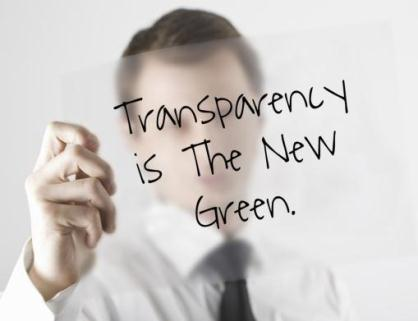 Transparency
is The New
Green.